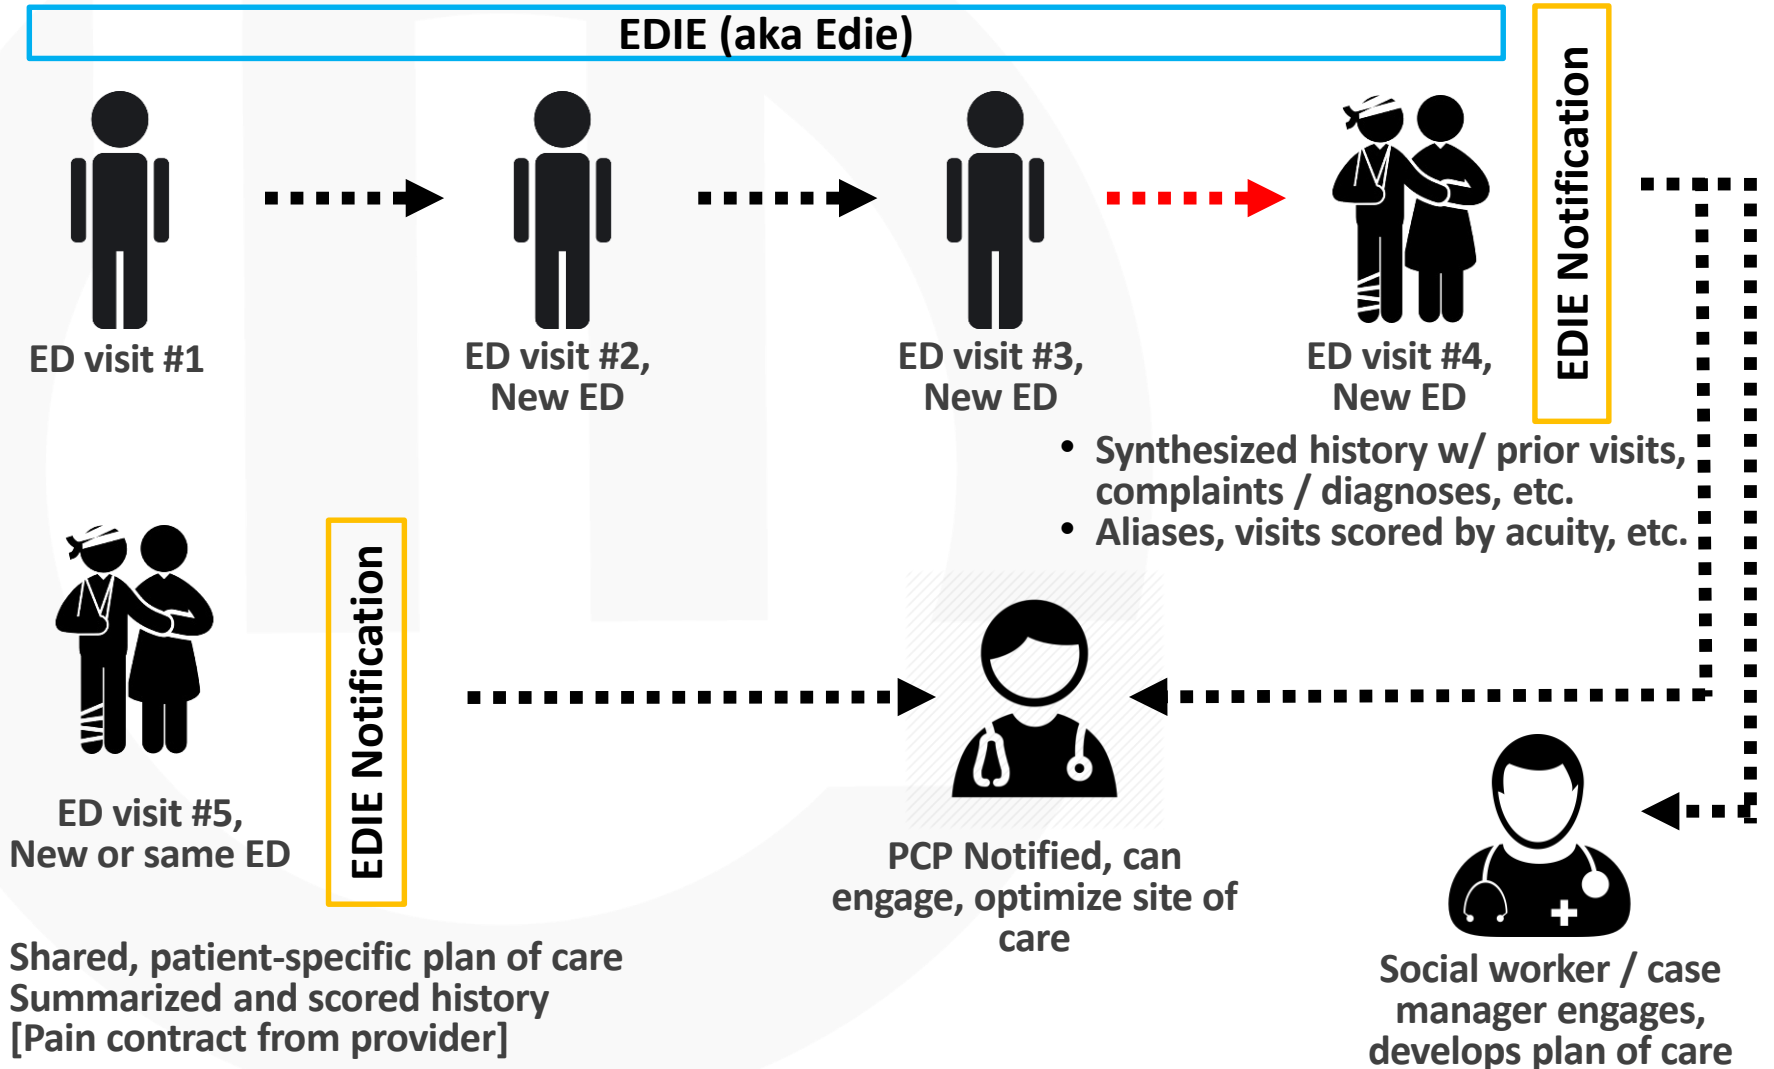 EDIE (aka Edie)
EDIE Notification
ED visit #1
ED visit #2,
New ED
ED visit #3,
New ED
ED visit #4,
New ED
• Synthesized history w/ prior visits,
complaints / diagnoses, etc.
• Aliases, visits scored by acuity, etc.
EDIE Notification
ED visit #5,
New or same ED
PCP Notified, can
engage, optimize site of
care
Shared, patient-specific plan of care
Summarized and scored history
[Pain contract from provider]
Social worker / case
manager engages,
develops plan of care